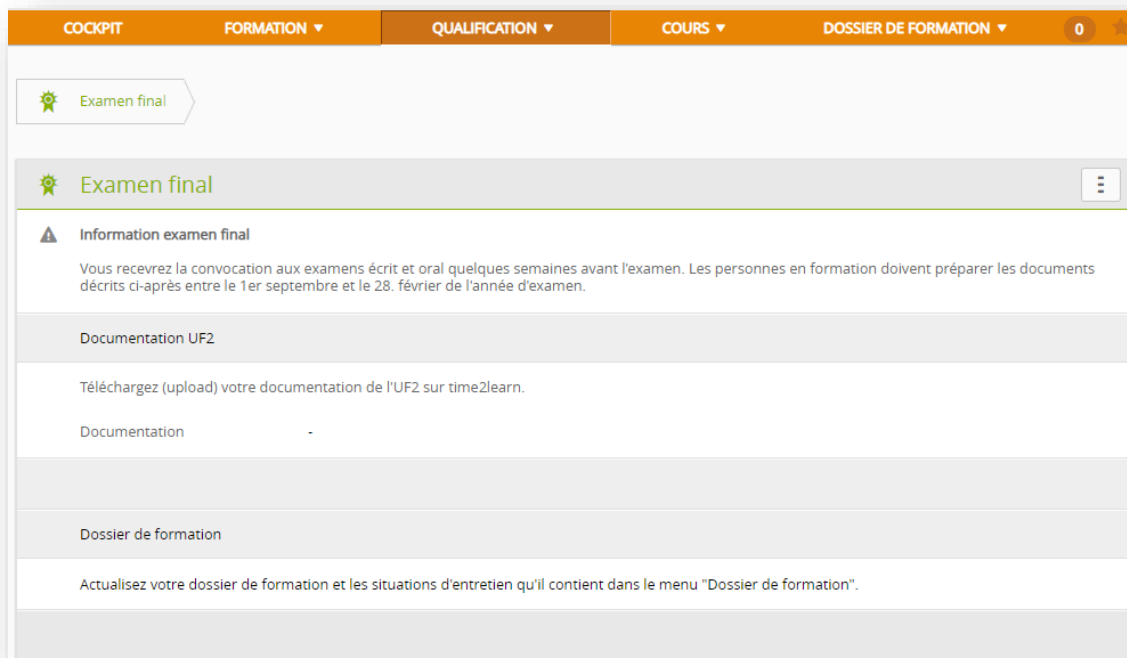 COCKPIT FORMATION ▼ QUALIFICATION ▼ COURS ▼ DOSSIER DE FORMATION ▼ 0
Examen final
Examen final
Information examen final
Vous recevrez la convocation aux examens écrit et oral quelques semaines avant l'examen. Les personnes en formation doivent préparer les documents
décrits ci-après entre le 1er septembre et le 28. février de l'année d'examen.
Documentation UF2
Téléchargez (upload) votre documentation de l'UF2 sur time2learn.
Documentation -
Dossier de formation
Actualisez votre dossier de formation et les situations d'entretien qu'il contient dans le menu "Dossier de formation".